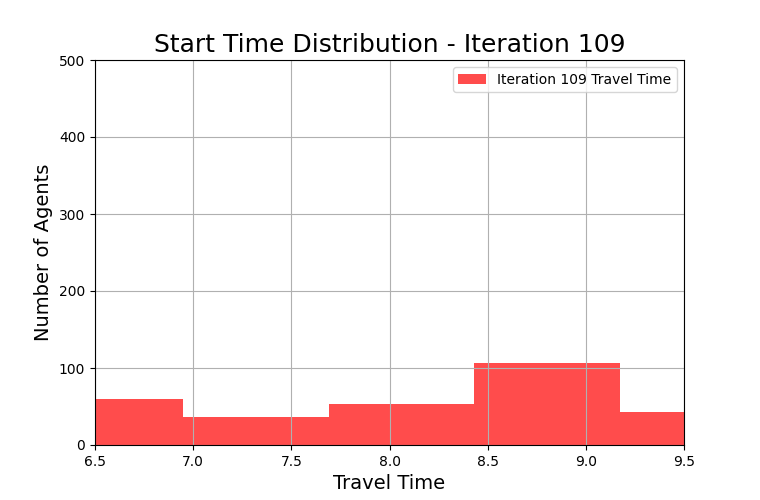 Start Time Distribution - Iteration 109
500
400
300
200
100
0
Number of Agents
Iteration 109 Travel Time
6.5 7.0 7.5 8.0 8.5 9.0 9.5
Travel Time